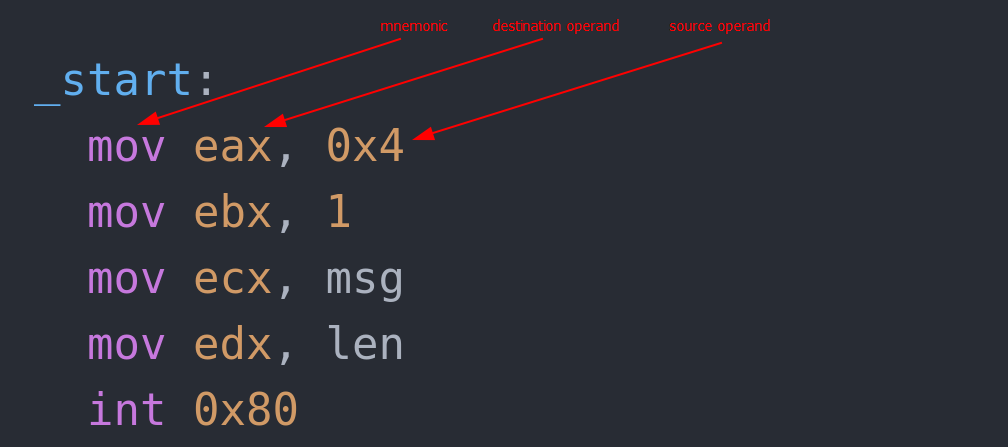 mnemonic destination operand source operand
_start:
mov eax, 0x4
mov ebx, 1
mov ecx, msg
mov edx, len
int 0x80